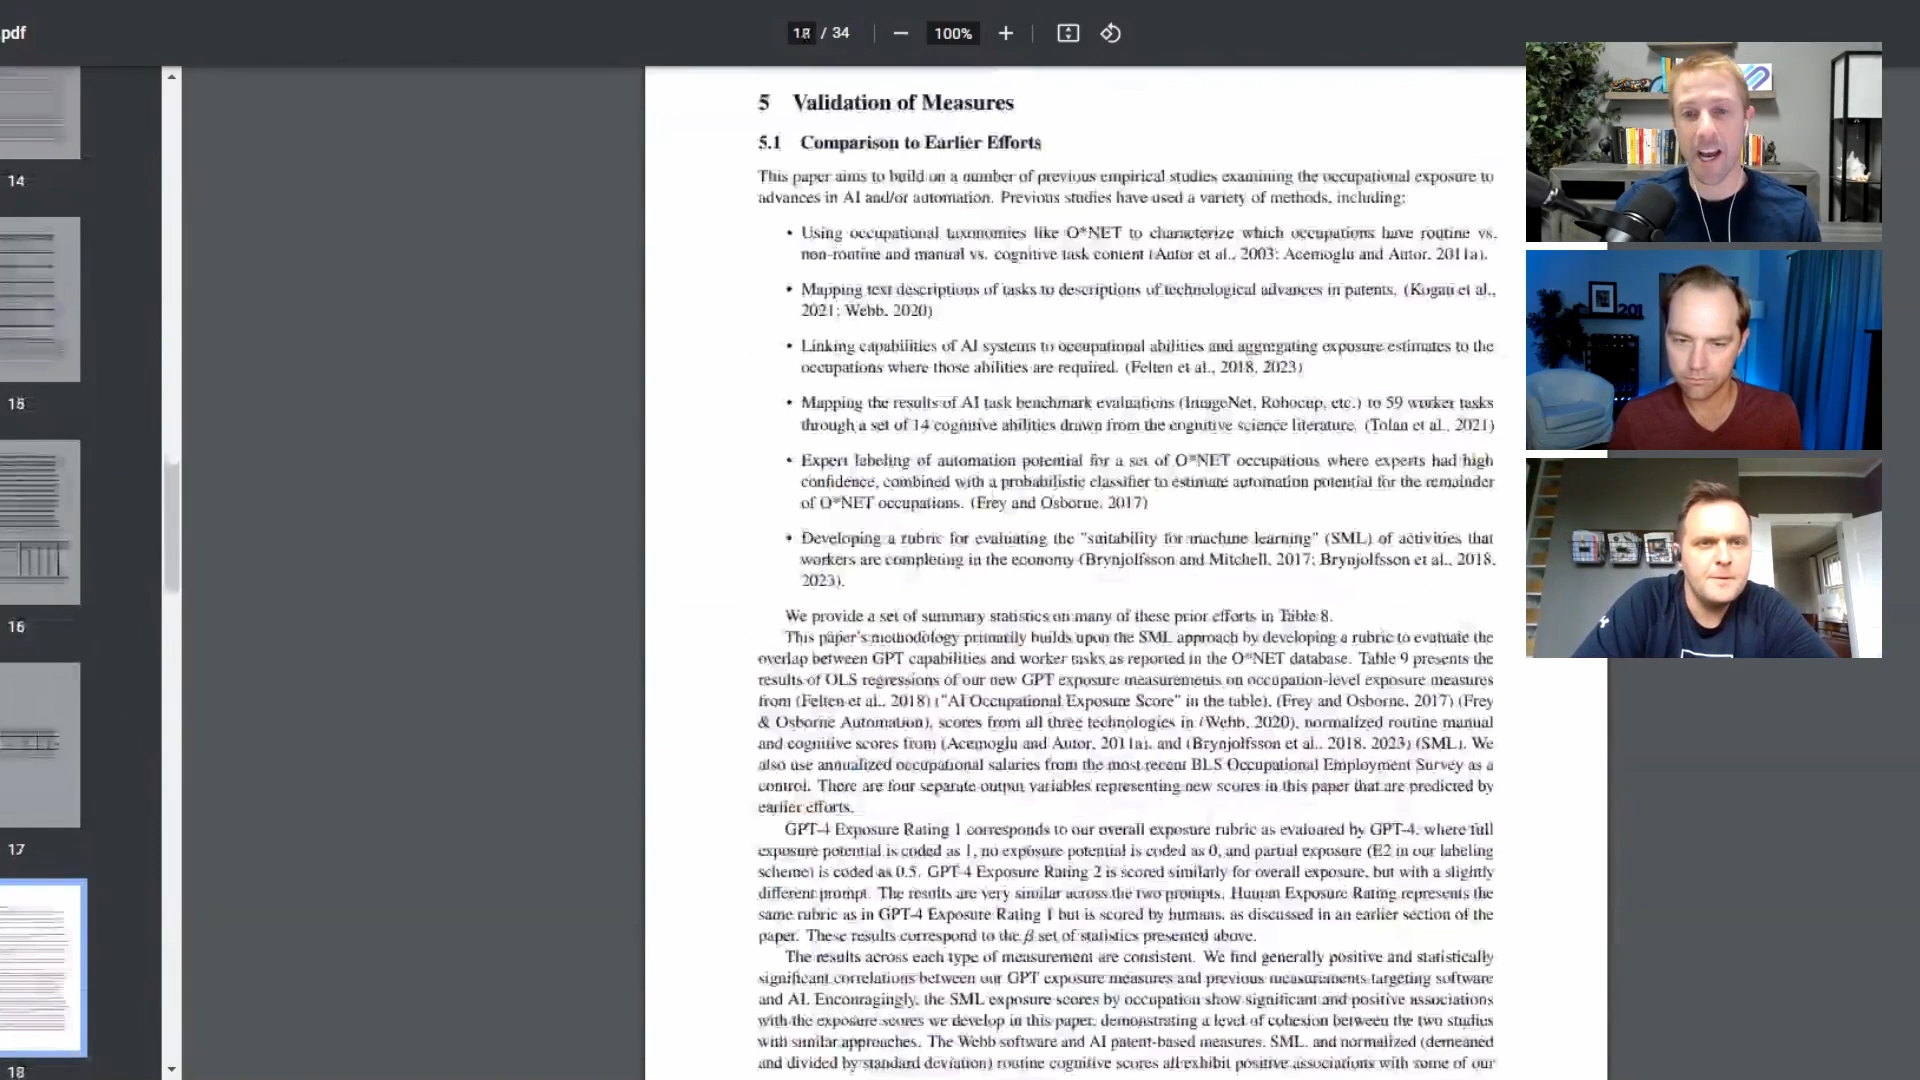 .pdf
18 / 34
100%
14
15
16
17
18
5 Validation of Measures
5.1 Comparison to Earlier Efforts
This paper aims to build on a number of previous empirical studies examining the occupational exposure to
advances in AI and/or automation. Previous studies have used a variety of methods, including:
• Using occupational taxonomies like O*NET to characterize which occupations have routine vs.
non-routine and manual vs. cognitive task content (Autor et al., 2003; Acemoglu and Autor, 2011a).
• Mapping text descriptions of tasks to descriptions of technological advances in patents. (Kogan et al.,
2021; Webb, 2020)
• Linking capabilities of AI systems to occupational abilities and aggregating exposure estimates to the
occupations where those abilities are required. (Felten et al., 2018, 2023)
• Mapping the results of AI task benchmark evaluations (ImageNet, Robocup, etc.) to 59 worker tasks
through a set of 14 cognitive abilities drawn from the cognitive science literature. (Tolan et al., 2021)
• Expert labeling of automation potential for a set of O*NET occupations where experts had high
confidence, combined with a probabilistic classifier to estimate automation potential for the remainder
of O*NET occupations. (Frey and Osborne, 2017)
• Developing a rubric for evaluating the "suitability for machine learning" (SML) of activities that
workers are completing in the economy (Brynjolfsson and Mitchell, 2017; Brynjolfsson et al., 2018,
2023).
We provide a set of summary statistics on many of these prior efforts in Table 8.
This paper's methodology primarily builds upon the SML approach by developing a rubric to evaluate the
overlap between GPT capabilities and worker tasks as reported in the O*NET database. Table 9 presents the
results of OLS regressions of our new GPT exposure measurements on occupation-level exposure measures
from (Felten et al., 2018) ("AI Occupational Exposure Score" in the table), (Frey and Osborne, 2017) (Frey
& Osborne Automation), scores from all three technologies in (Webb, 2020), normalized routine manual
and cognitive scores from (Acemoglu and Autor, 2011a), and (Brynjolfsson et al., 2018, 2023) (SML). We
also use annualized occupational salaries from the most recent BLS Occupational Employment Survey as a
control. There are four separate output variables representing new scores in this paper that are predicted by
earlier efforts.
GPT-4 Exposure Rating 1 corresponds to our overall exposure rubric as evaluated by GPT-4, where full
exposure potential is coded as 1, no exposure potential is coded as 0, and partial exposure (E2 in our labeling
scheme) is coded as 0.5. GPT-4 Exposure Rating 2 is scored similarly for overall exposure, but with a slightly
different prompt. The results are very similar across the two prompts. Human Exposure Rating represents the
same rubric as in GPT-4 Exposure Rating 1 but is scored by humans, as discussed in an earlier section of the
paper. These results correspond to the β set of statistics presented above.
The results across each type of measurement are consistent. We find generally positive and statistically
significant correlations between our GPT exposure measures and previous measurements targeting software
and AI. Encouragingly, the SML exposure scores by occupation show significant and positive associations
with the exposure scores we develop in this paper, demonstrating a level of cohesion between the two studies
with similar approaches. The Webb software and AI patent-based measures, SML, and normalized (demeaned
and divided by standard deviation) routine cognitive scores all exhibit positive associations with some of our
201